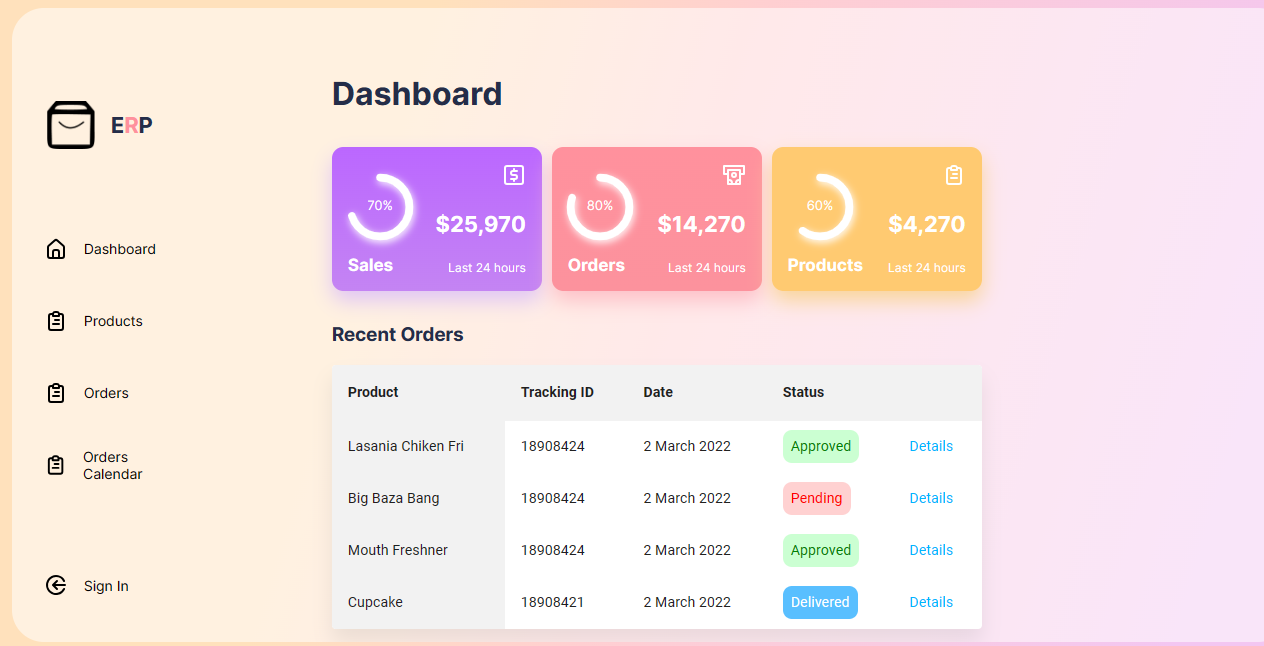 ERP
Dashboard
Products
Orders
Orders
Calendar
Sign In
Dashboard
70%
$25,970
Sales
Last 24 hours
80%
$14,270
Orders
Last 24 hours
60%
$4,270
Products
Last 24 hours
Recent Orders
Product Tracking ID Date Status
Lasania Chiken Fri 18908424 2 March 2022 Approved Details
Big Baza Bang 18908424 2 March 2022 Pending Details
Mouth Freshner 18908424 2 March 2022 Approved Details
Cupcake 18908421 2 March 2022 Delivered Details